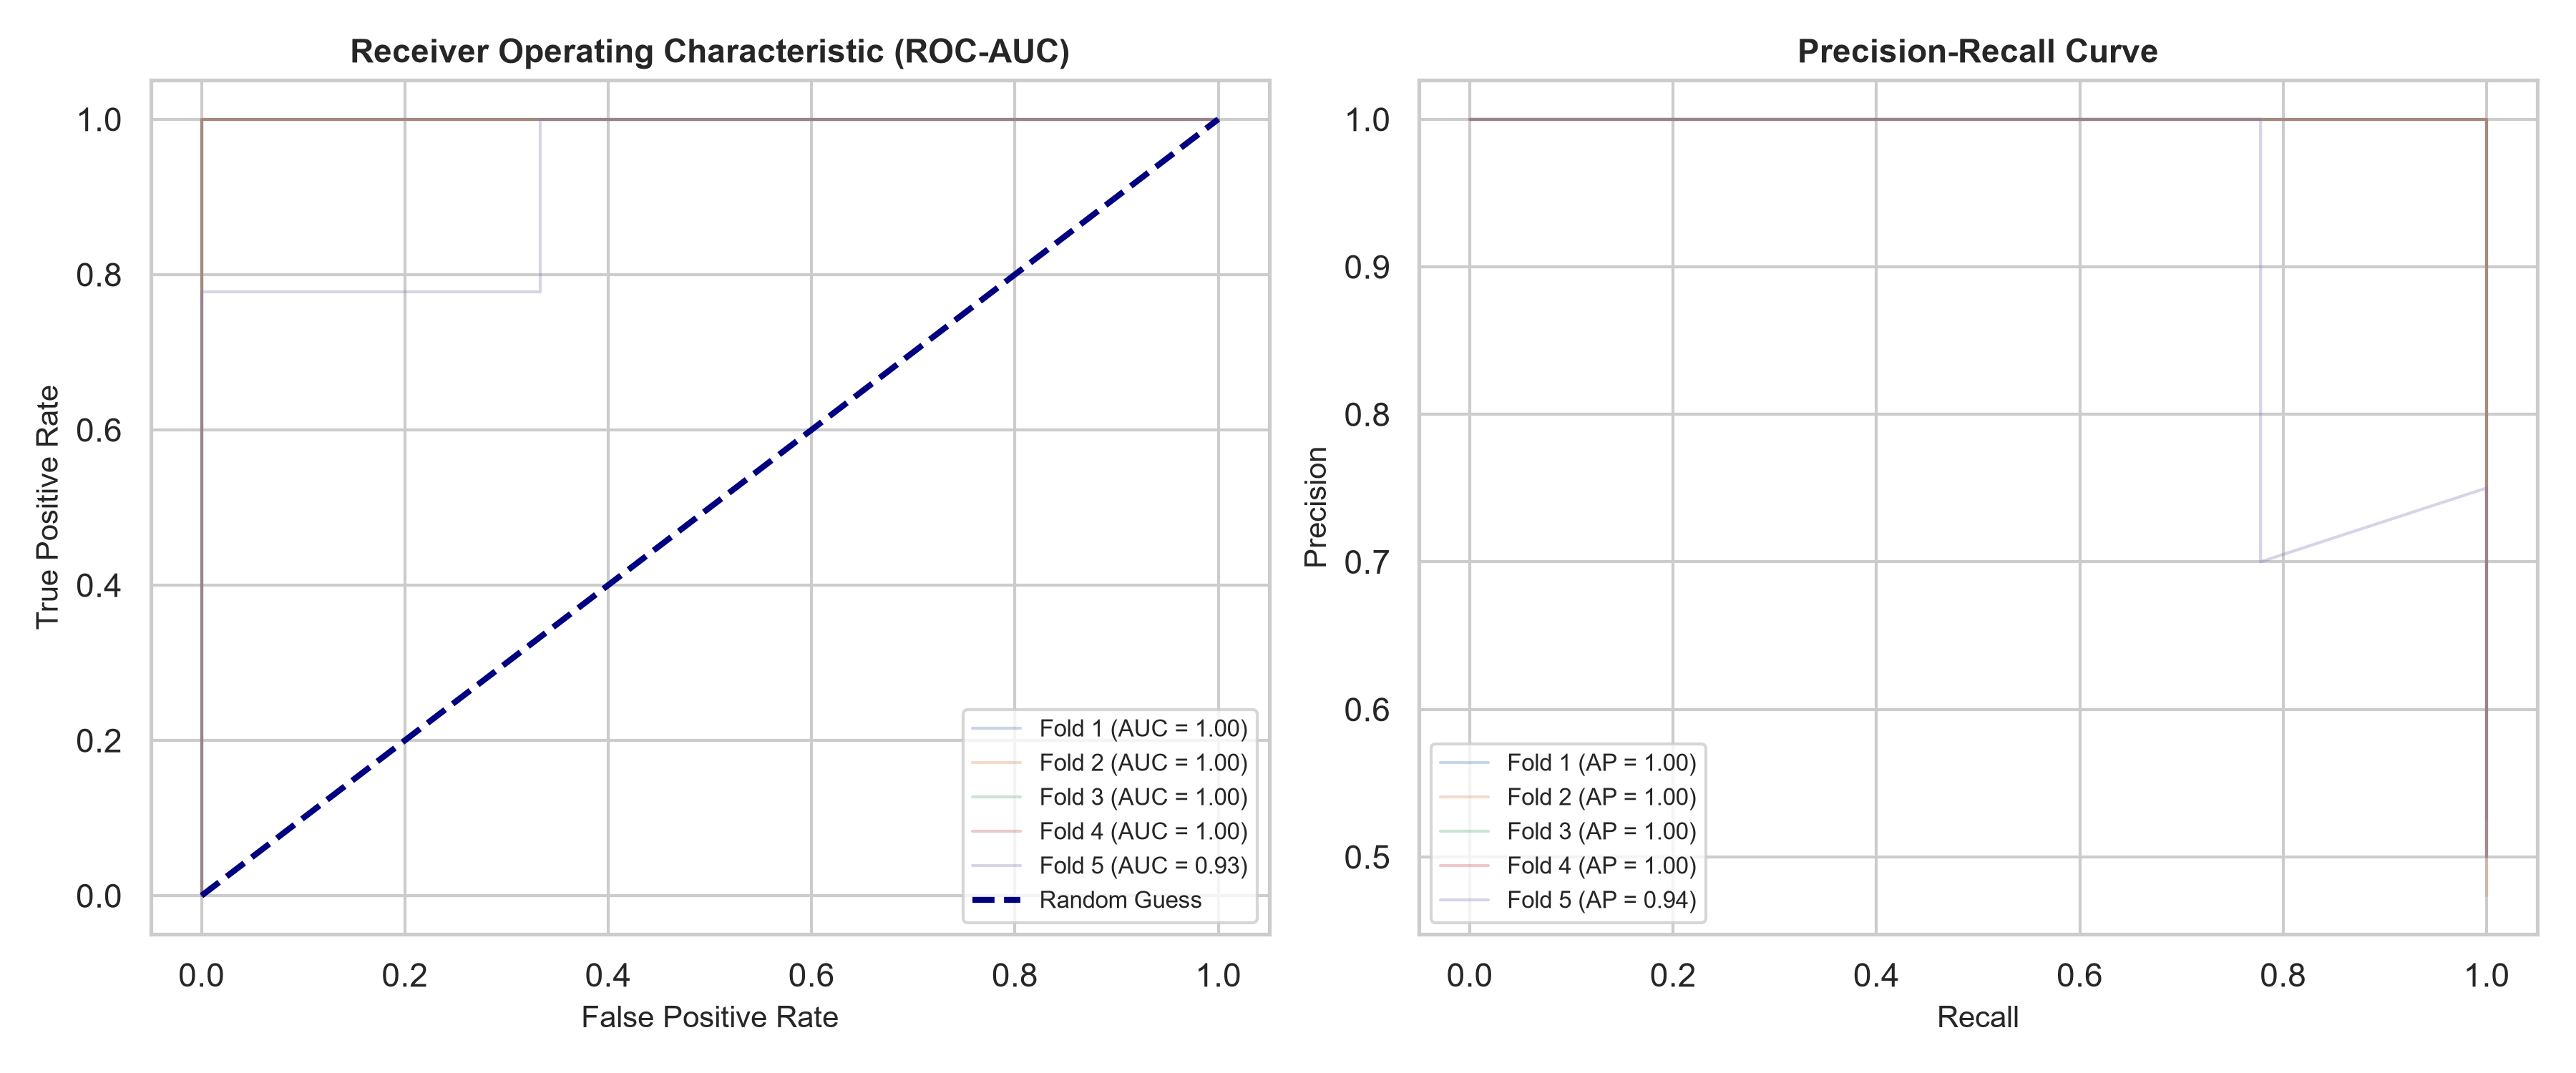 Receiver Operating Characteristic (ROC-AUC)
True Positive Rate
1.0
0.8
0.6
0.4
0.2
0.0
0.0 0.2 0.4 0.6 0.8 1.0
False Positive Rate
Fold 1 (AUC = 1.00)
Fold 2 (AUC = 1.00)
Fold 3 (AUC = 1.00)
Fold 4 (AUC = 1.00)
Fold 5 (AUC = 0.93)
Random Guess
Precision-Recall Curve
Precision
1.0
0.9
0.8
0.7
0.6
0.5
0.0 0.2 0.4 0.6 0.8 1.0
Recall
Fold 1 (AP = 1.00)
Fold 2 (AP = 1.00)
Fold 3 (AP = 1.00)
Fold 4 (AP = 1.00)
Fold 5 (AP = 0.94)